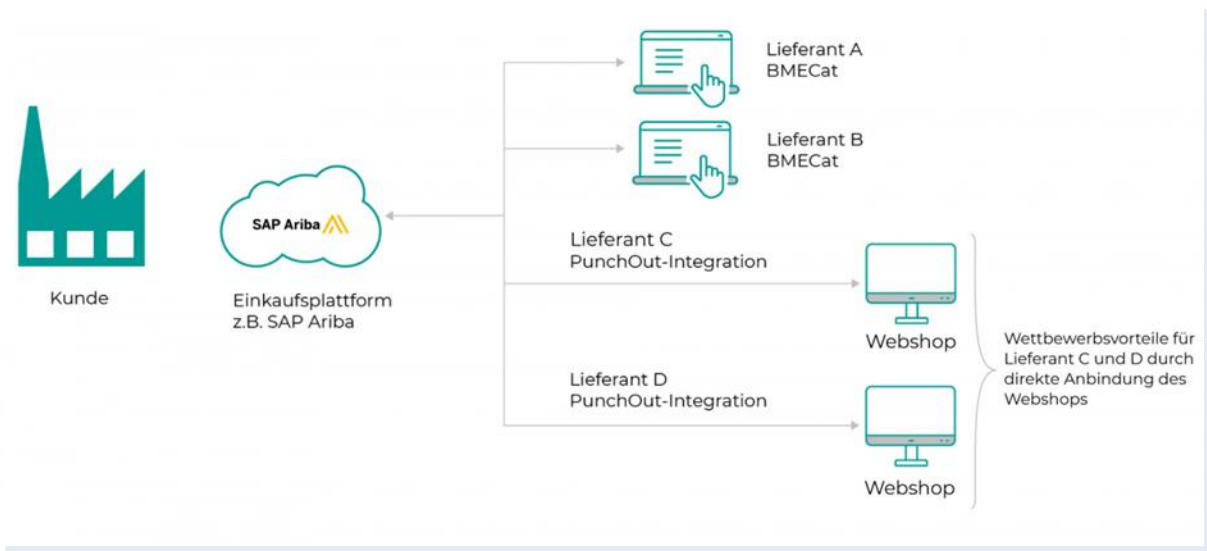 Lieferant A
BMECat
Lieferant B
BMECat
SAP Ariba
Kunde
Einkaufsplattform
z.B. SAP Ariba
Lieferant C
PunchOut-Integration
Webshop
Lieferant D
PunchOut-Integration
Webshop
Wettbewerbsvorteile für
Lieferant C und D durch
direkte Anbindung des
Webshops